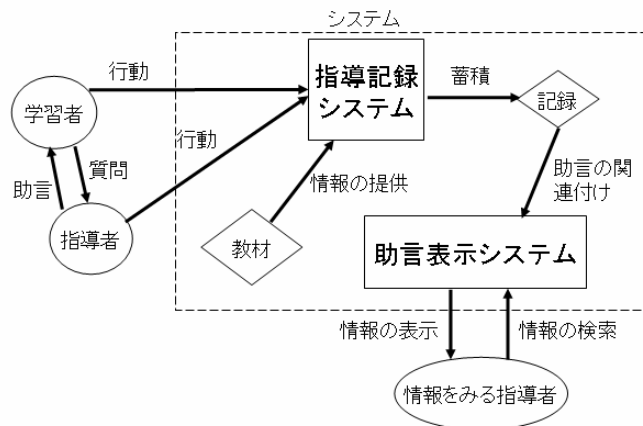 システム
行動
指導記録
システム
蓄積
記録
学習者
行動
助言
質問
指導者
情報の提供
教材
助言の関
連付け
助言表示システム
情報の表示
情報の検索
情報をみる指導者